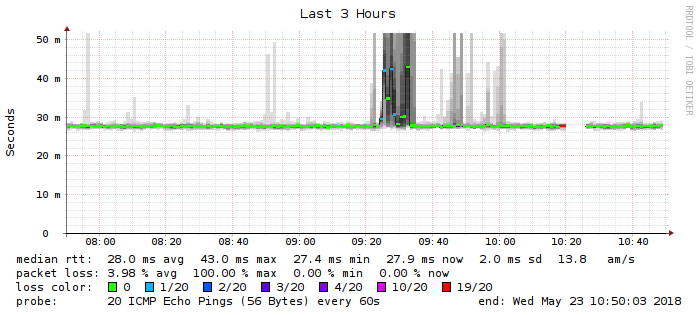 Last 3 Hours
RRDTOOL / TOBI OETIKER
Seconds
50 m
40 m
30 m
20 m
10 m
0
08:00 08:20 08:40 09:00 09:20 09:40 10:00 10:20 10:40
median rtt: 28.0 ms avg 43.0 ms max 27.4 ms min 27.9 ms now 2.0 ms sd 13.8 am/s
packet loss: 3.98 % avg 100.00 % max 0.00 % min 0.00 % now
loss color: 0 1/20 2/20 3/20 4/20 10/20 19/20
probe: 20 ICMP Echo Pings (56 Bytes) every 60s end: Wed May 23 10:50:03 2018